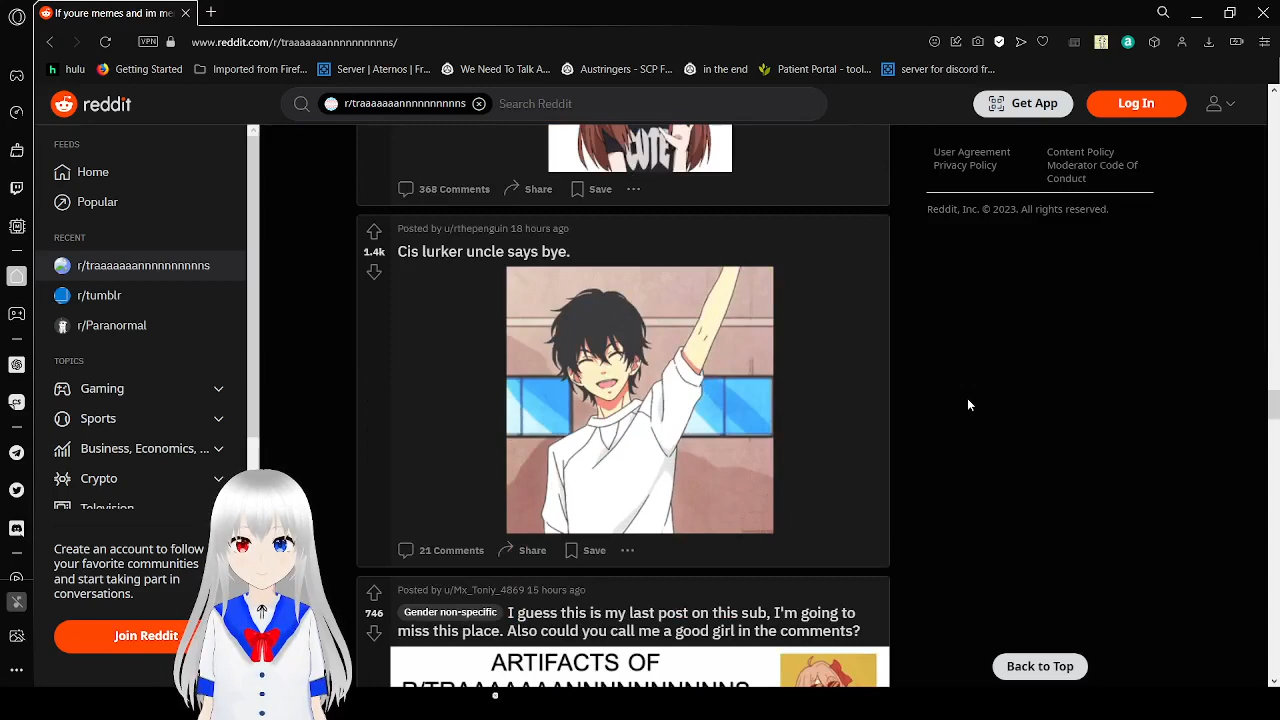 If youre memes and im me
www.reddit.com/r/traaaaaaannnnnnnnnns/
VPN
hulu
Getting Started
Imported from Firef...
Server | Aternos | Fr...
We Need To Talk A...
Austringers - SCP F...
in the end
Patient Portal - tool...
server for discord fr...
reddit
r/traaaaaaannnnnnnnnns
Search Reddit
Get App
Log In
FEEDS
Home
Popular
RECENT
r/traaaaaaannnnnnnnnns
r/tumblr
r/Paranormal
TOPICS
Gaming
Sports
Business, Economics, ...
Crypto
Television
Create an account to follow
your favorite communities
and start taking part in
conversations.
Join Reddit
CUTE
368 Comments
Share
Save
Posted by u/rthepenguin 18 hours ago
1.4k
Cis lurker uncle says bye.
21 Comments
Share
Save
Posted by u/Mx_Toniy_4869 15 hours ago
746
Gender non-specific
I guess this is my last post on this sub, I'm going to
miss this place. Also could you call me a good girl in the comments?
ARTIFACTS OF
R/TRAAAAAAANNNNNNNNNNS
User Agreement
Privacy Policy
Content Policy
Moderator Code Of
Conduct
Reddit, Inc. © 2023. All rights reserved.
Back to Top